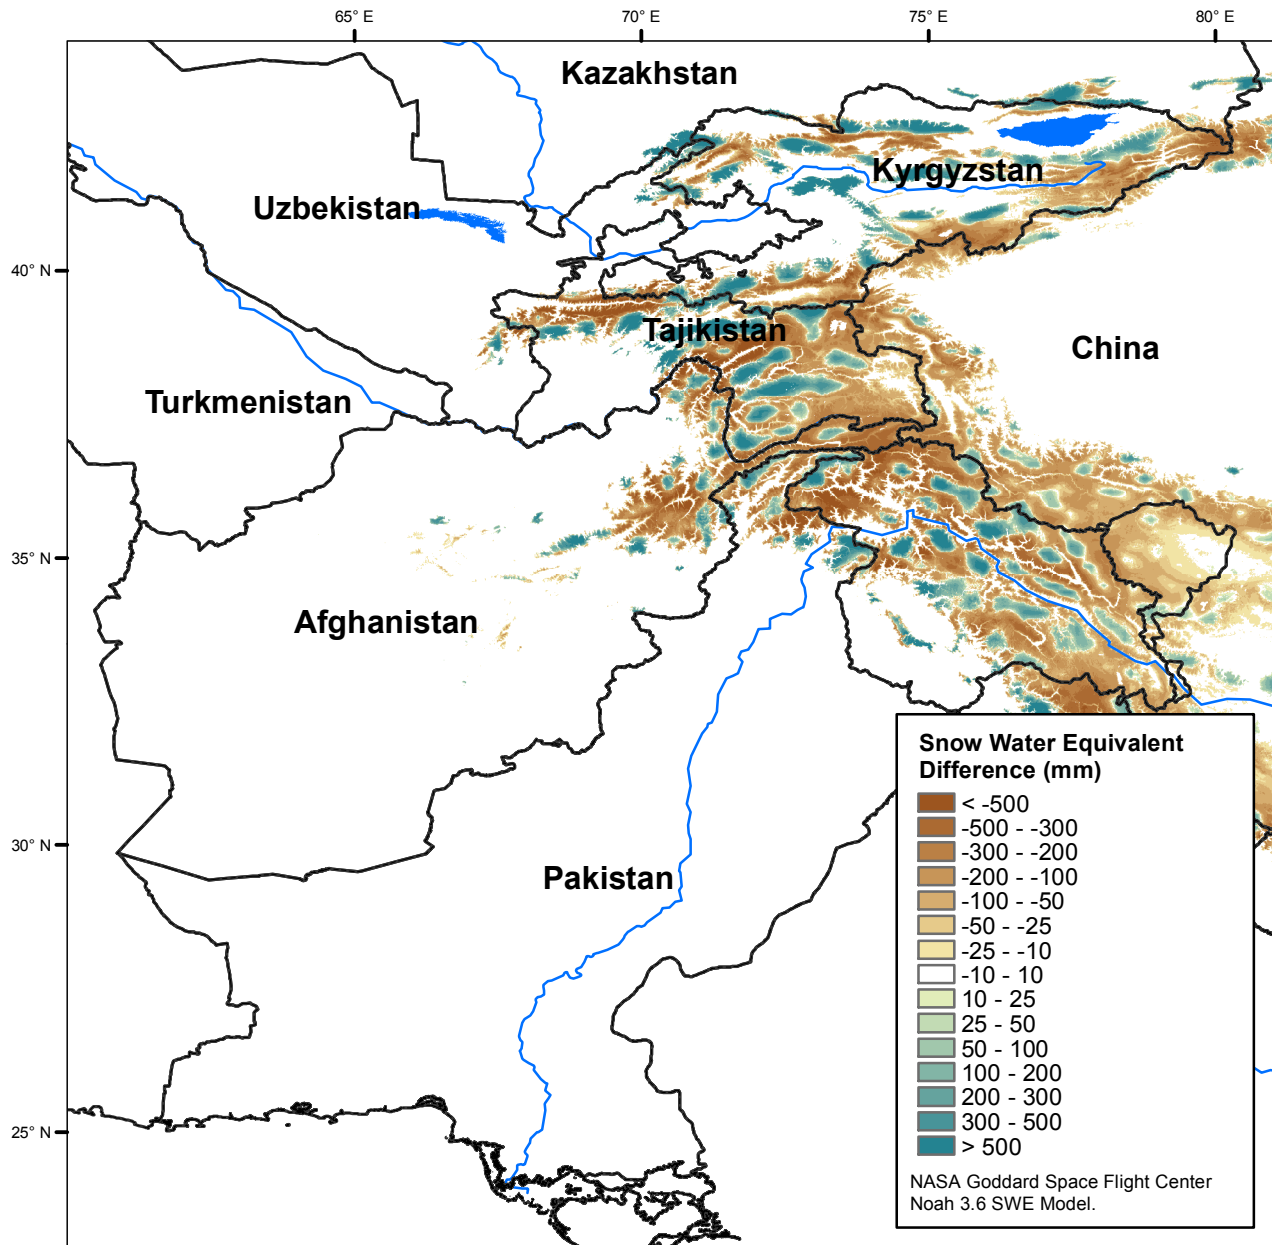 65° E
70° E
75° E
80° E
Kazakhstan
Kyrgyzstan
Uzbekistan
40° N
Tajikistan
China
Turkmenistan
35° N
Afghanistan
30° N
Pakistan
25° N
Snow Water Equivalent
Difference (mm)
< -500
-500 - -300
-300 - -200
-200 - -100
-100 - -50
-50 - -25
-25 - -10
-10 - 10
10 - 25
25 - 50
50 - 100
100 - 200
200 - 300
300 - 500
> 500
NASA Goddard Space Flight Center
Noah 3.6 SWE Model.